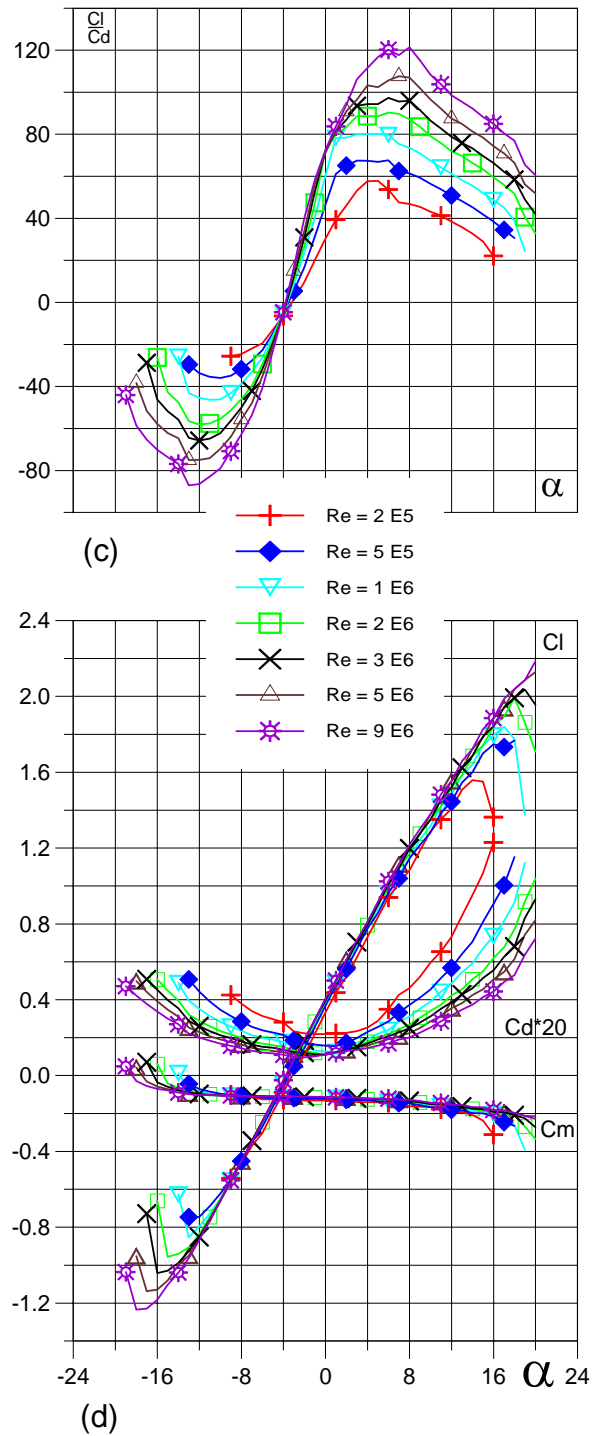 Cl
Cd
120
80
40
0
-40
-80
α
(c)
Re = 2 E5
Re = 5 E5
Re = 1 E6
Re = 2 E6
Re = 3 E6
Re = 5 E6
Re = 9 E6
2.4
Cl
2.0
1.6
1.2
0.8
0.4
Cd*20
0.0
Cm
-0.4
-0.8
-1.2
-24 -16 -8 0 8 16 α 24
(d)